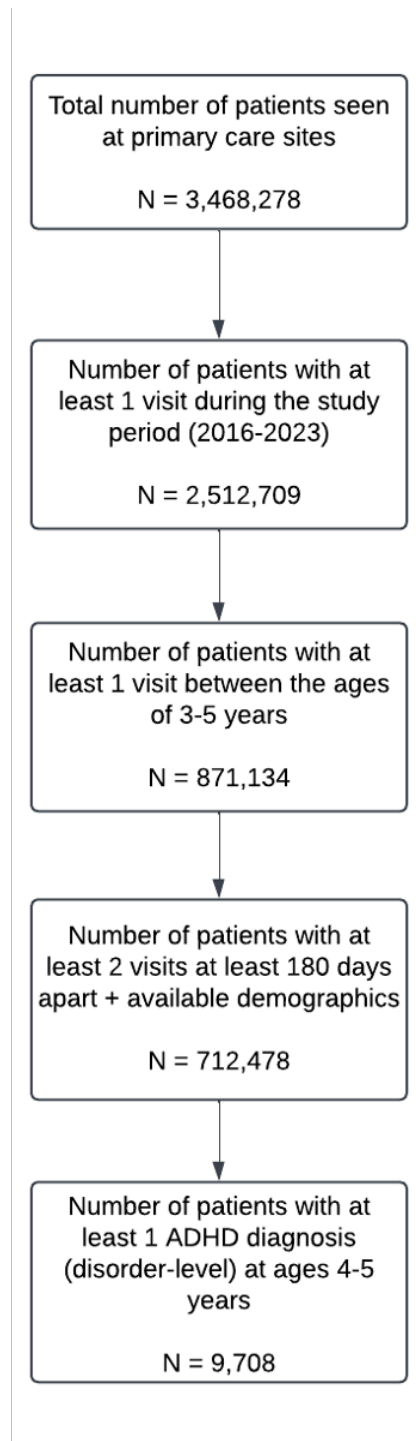 Total number of patients seen
at primary care sites
N = 3,468,278
Number of patients with at
least 1 visit during the study
period (2016-2023)
N = 2,512,709
Number of patients with at
least 1 visit between the ages
of 3-5 years
N = 871,134
Number of patients with at
least 2 visits at least 180 days
apart + available demographics
N = 712,478
Number of patients with at
least 1 ADHD diagnosis
(disorder-level) at ages 4-5
years
N = 9,708